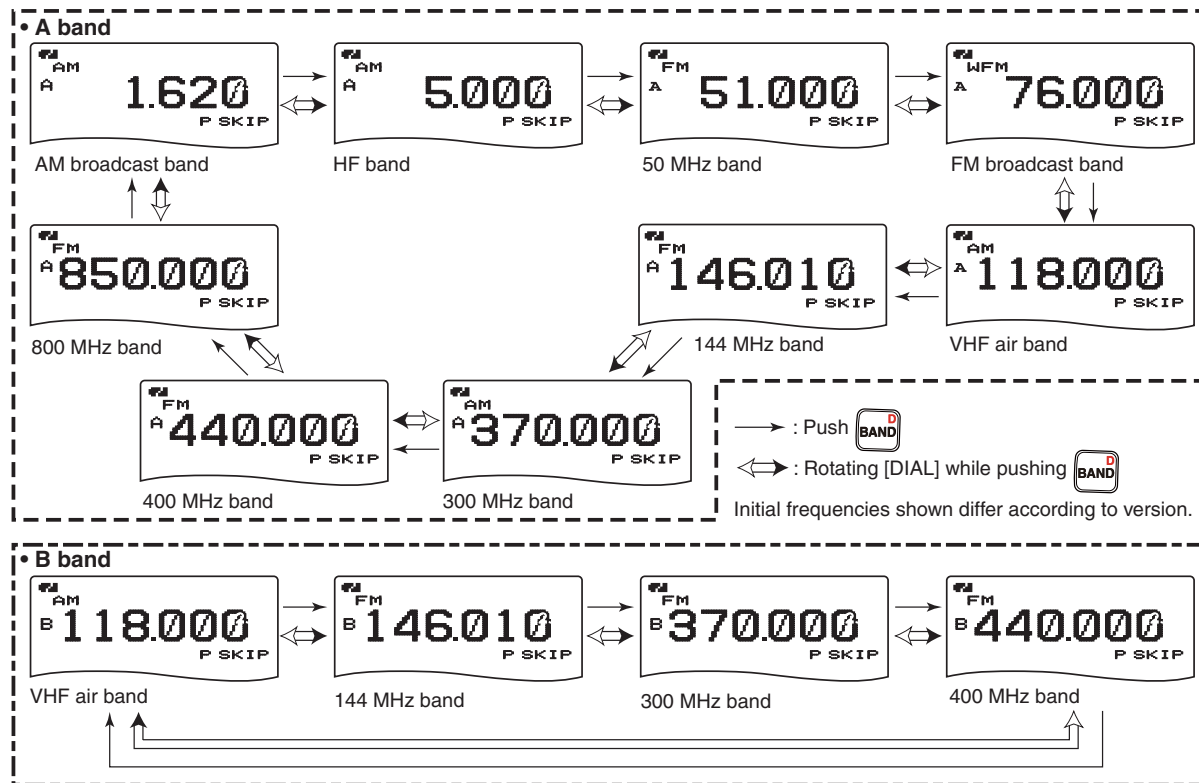 • A band
AM
A 1.620
P SKIP
AM broadcast band
AM
A 5.000
P SKIP
HF band
FM
A 51.000
P SKIP
50 MHz band
WFM
A 76.000
P SKIP
FM broadcast band
FM
A 850.000
P SKIP
800 MHz band
FM
A 146.010
P SKIP
144 MHz band
AM
A 118.000
P SKIP
VHF air band
FM
A 440.000
P SKIP
400 MHz band
AM
A 370.000
P SKIP
300 MHz band
: Push BAND D
: Rotating [DIAL] while pushing BAND D
Initial frequencies shown differ according to version.
• B band
AM
B 118.000
P SKIP
VHF air band
FM
B 146.010
P SKIP
144 MHz band
FM
B 370.000
P SKIP
300 MHz band
FM
B 440.000
P SKIP
400 MHz band